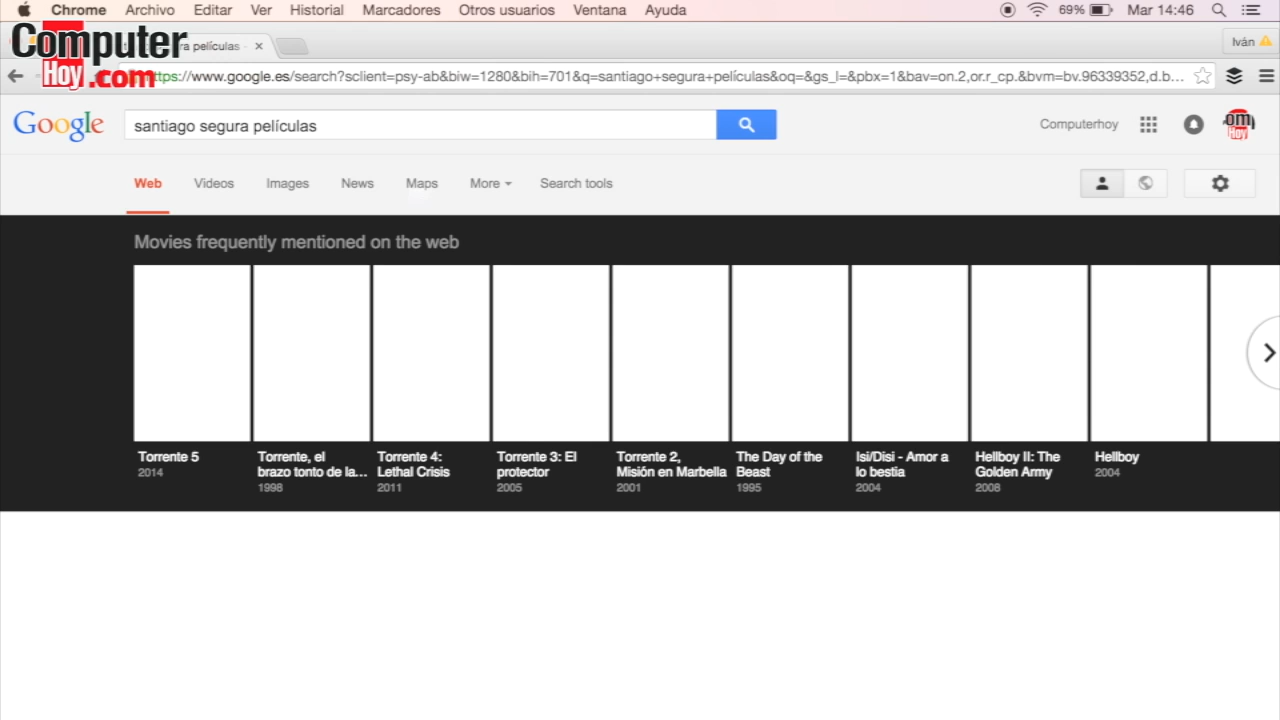 Chrome Archivo Editar Ver Historial Marcadores Otros usuarios Ventana Ayuda 69% Mar 14:46
Computer
Hoy.com
ra películas
Iván
https://www.google.es/search?sclient=psy-ab&biw=1280&bih=701&q=santiago+segura+películas&oq=&gs_l=&pbx=1&bav=on.2,or.r_cp.&bvm=bv.96339352,d.b...
Google santiago segura películas Computerhoy
om
Hoy
Web Videos Images News Maps More Search tools
Movies frequently mentioned on the web
Torrente 5
2014
Torrente, el
brazo tonto de la...
1998
Torrente 4:
Lethal Crisis
2011
Torrente 3: El
protector
2005
Torrente 2,
Misión en Marbella
2001
The Day of the
Beast
1995
Isi/Disi - Amor a
lo bestia
2004
Hellboy II: The
Golden Army
2008
Hellboy
2004